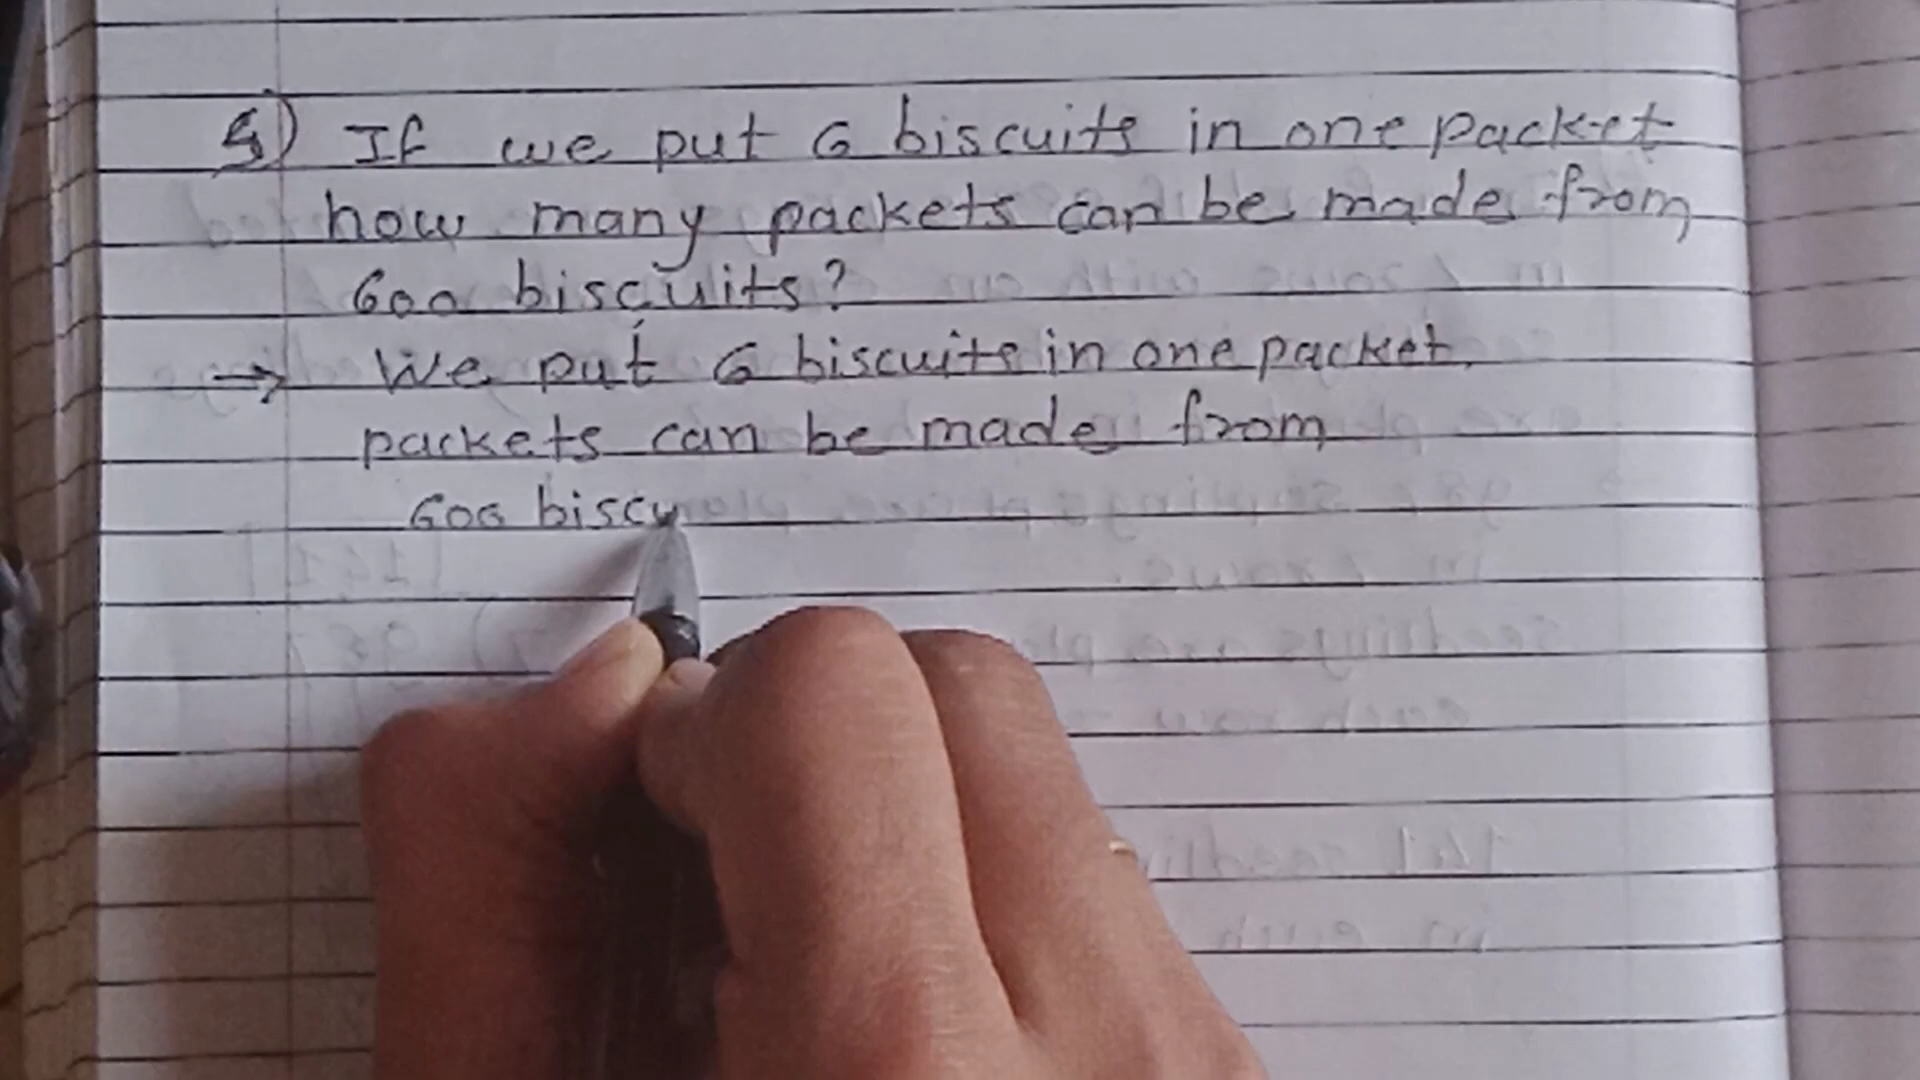 5) If we put 6 biscuits in one packet
how many packets can be made from
600 biscuits?
→ We put 6 biscuits in one packet.
packets can be made from
600 biscu